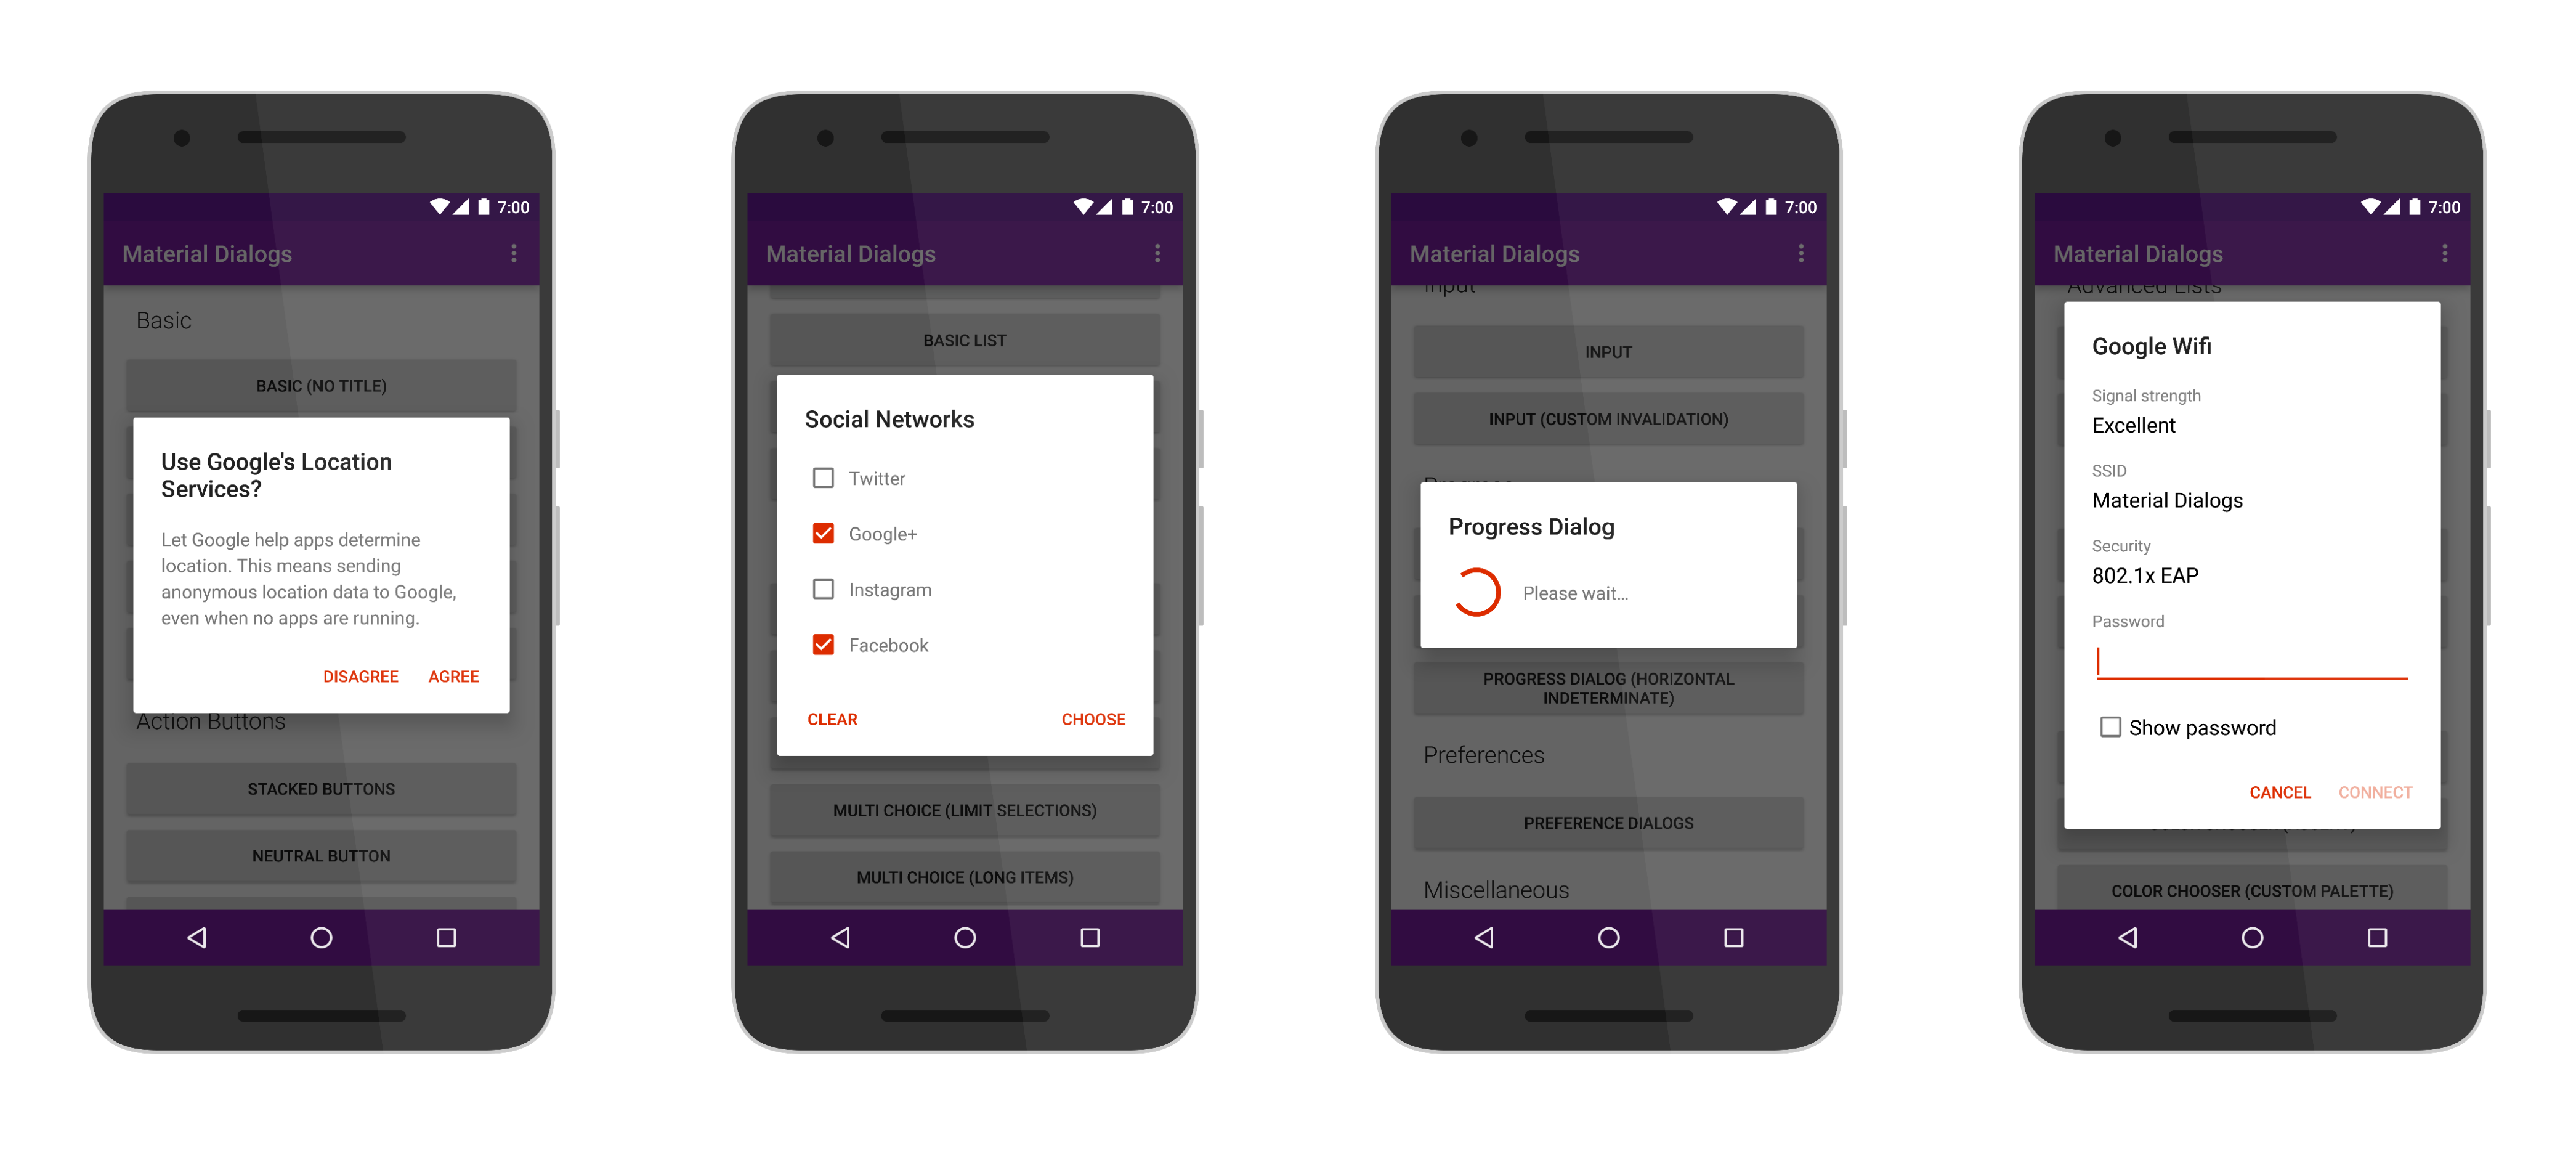 7:00
Material Dialogs
Basic
BASIC (NO TITLE)
Use Google's Location
Services?
Let Google help apps determine
location. This means sending
anonymous location data to Google,
even when no apps are running.
DISAGREE AGREE
Action Buttons
STACKED BUTTONS
NEUTRAL BUTTON
7:00
Material Dialogs
BASIC LIST
Social Networks
Twitter
Google+
Instagram
Facebook
CLEAR CHOOSE
MULTI CHOICE (LIMIT SELECTIONS)
MULTI CHOICE (LONG ITEMS)
7:00
Material Dialogs
Input
INPUT
INPUT (CUSTOM INVALIDATION)
Progress Dialog
Please wait...
PROGRESS DIALOG (HORIZONTAL
INDETERMINATE)
Preferences
PREFERENCE DIALOGS
Miscellaneous
7:00
Material Dialogs
Advanced Lists
Google Wifi
Signal strength
Excellent
SSID
Material Dialogs
Security
802.1x EAP
Password
Show password
CANCEL CONNECT
COLOR CHOOSER (CUSTOM PALETTE)